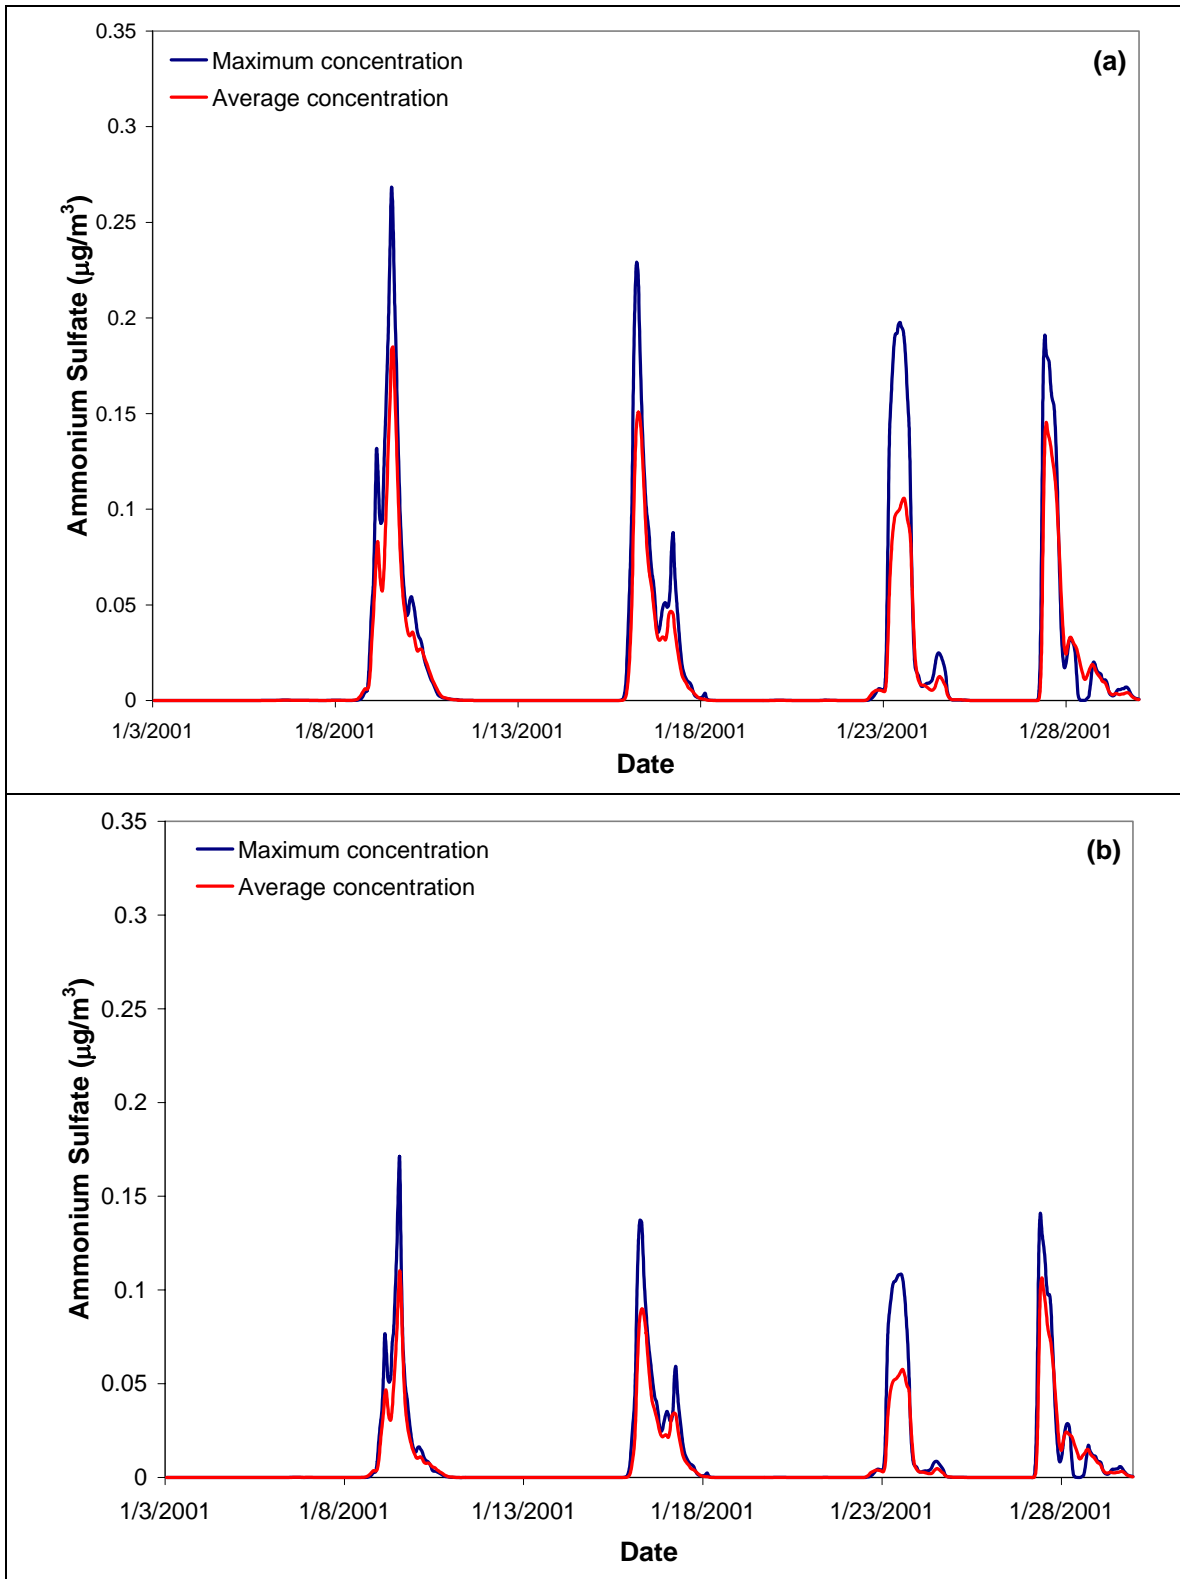 (a)
Maximum concentration
Average concentration
0.35
0.3
0.25
0.2
0.15
0.1
0.05
0
Ammonium Sulfate (μg/m³)
1/3/2001 1/8/2001 1/13/2001 1/18/2001 1/23/2001 1/28/2001
Date
(b)
Maximum concentration
Average concentration
0.35
0.3
0.25
0.2
0.15
0.1
0.05
0
Ammonium Sulfate (μg/m³)
1/3/2001 1/8/2001 1/13/2001 1/18/2001 1/23/2001 1/28/2001
Date